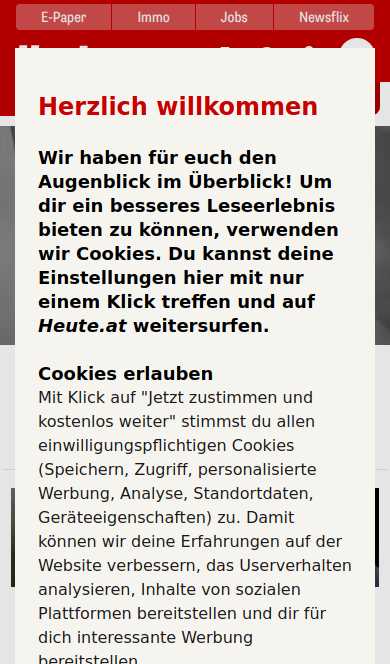 E-Paper
Immo
Jobs
Newsflix
Herzlich willkommen
Wir haben für euch den
Augenblick im Überblick! Um
dir ein besseres Leseerlebnis
bieten zu können, verwenden
wir Cookies. Du kannst deine
Einstellungen hier mit nur
einem Klick treffen und auf
Heute.at weitersurfen.
Cookies erlauben
Mit Klick auf "Jetzt zustimmen und
kostenlos weiter" stimmst du allen
einwilligungspflichtigen Cookies
(Speichern, Zugriff, personalisierte
Werbung, Analyse, Standortdaten,
Geräteeigenschaften) zu. Damit
können wir deine Erfahrungen auf der
Website verbessern, das Userverhalten
analysieren, Inhalte von sozialen
Plattformen bereitstellen und dir für
dich interessante Werbung
bereitstellen